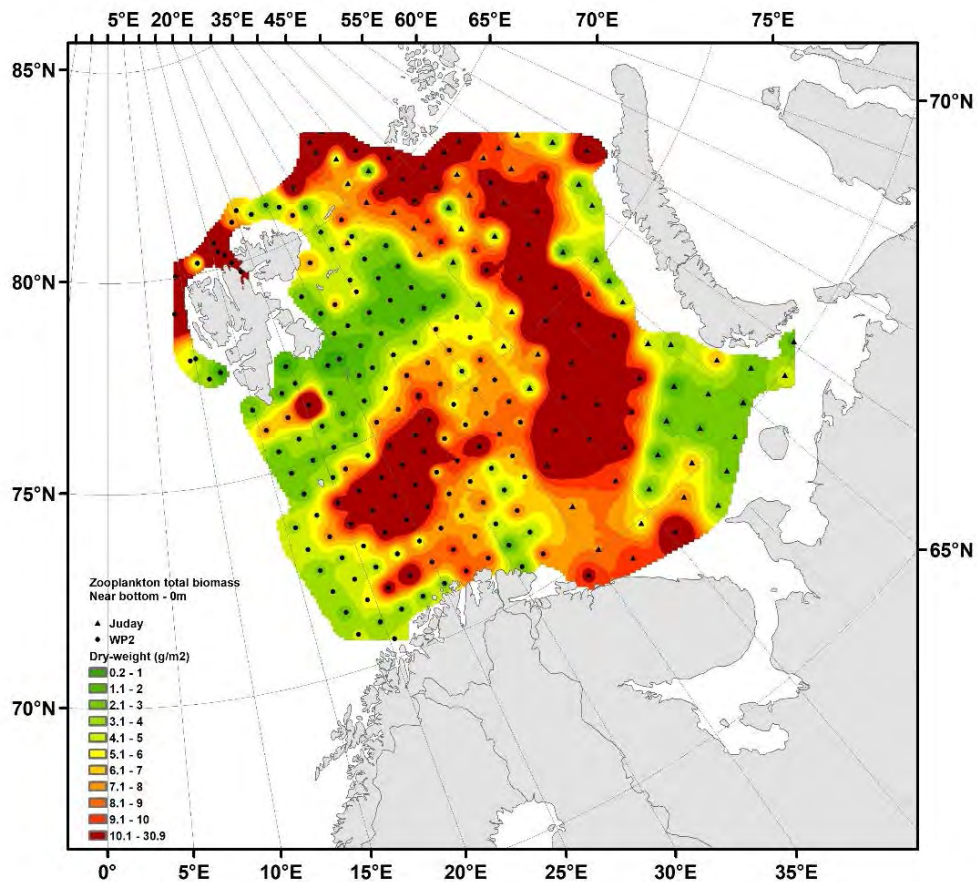 5°E 20°E 35°E 45°E 55°E 60°E 65°E 70°E 75°E
85°N
70°N
80°N
75°N
65°N
70°N
Zooplankton total biomass
Near bottom - 0m
Juday
WP2
Dry-weight (g/m2)
0.2 - 1
1.1 - 2
2.1 - 3
3.1 - 4
4.1 - 5
5.1 - 6
6.1 - 7
7.1 - 8
8.1 - 9
9.1 - 10
10.1 - 30.9
0° 5°E 10°E 15°E 20°E 25°E 30°E 35°E